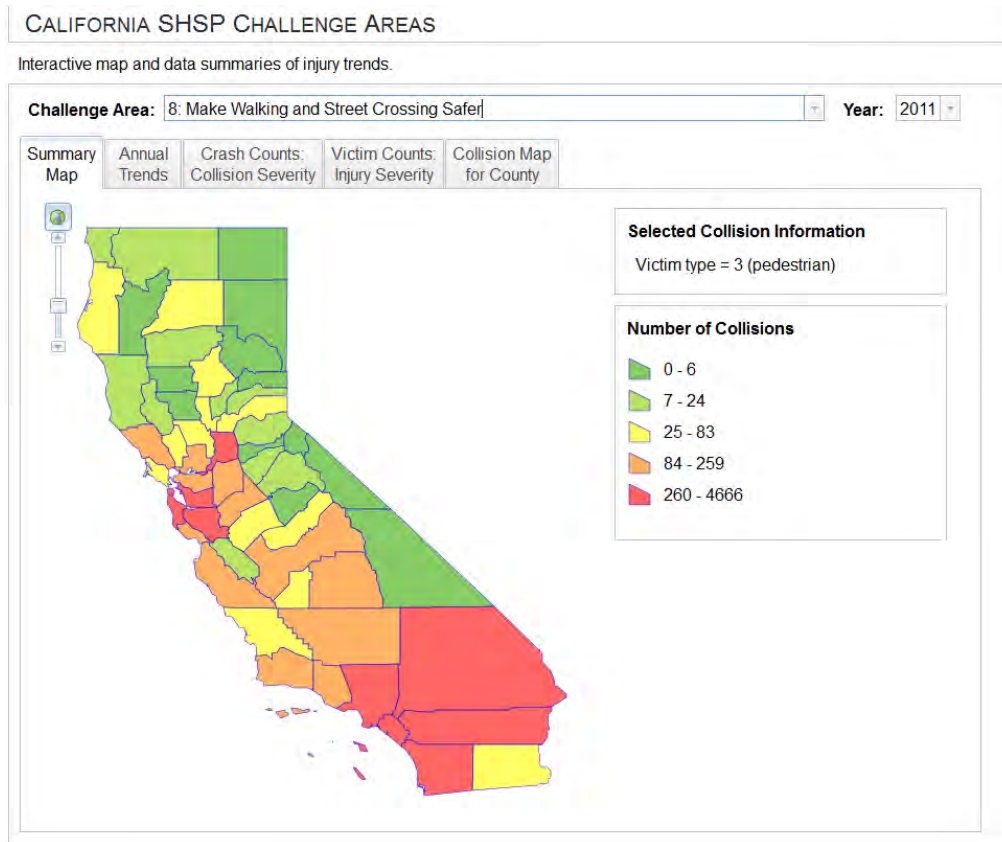 CALIFORNIA SHSP CHALLENGE AREAS
Interactive map and data summaries of injury trends.
Challenge Area: 8: Make Walking and Street Crossing Safer Year: 2011
Summary Map
Annual Trends
Crash Counts: Collision Severity
Victim Counts: Injury Severity
Collision Map for County
Selected Collision Information
Victim type = 3 (pedestrian)
Number of Collisions
0 - 6
7 - 24
25 - 83
84 - 259
260 - 4666